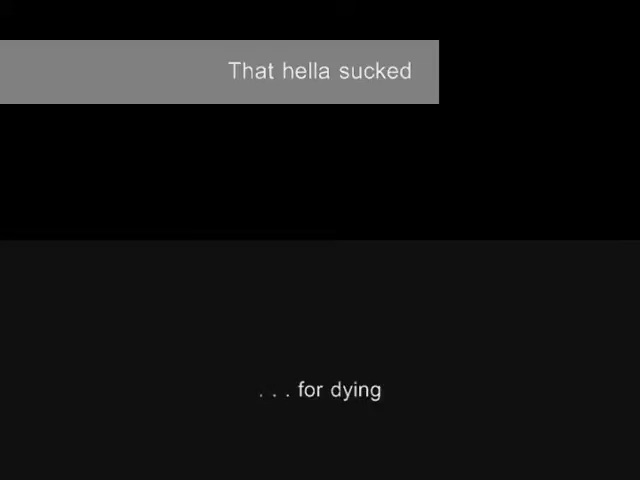 That hella sucked
. . . for dying